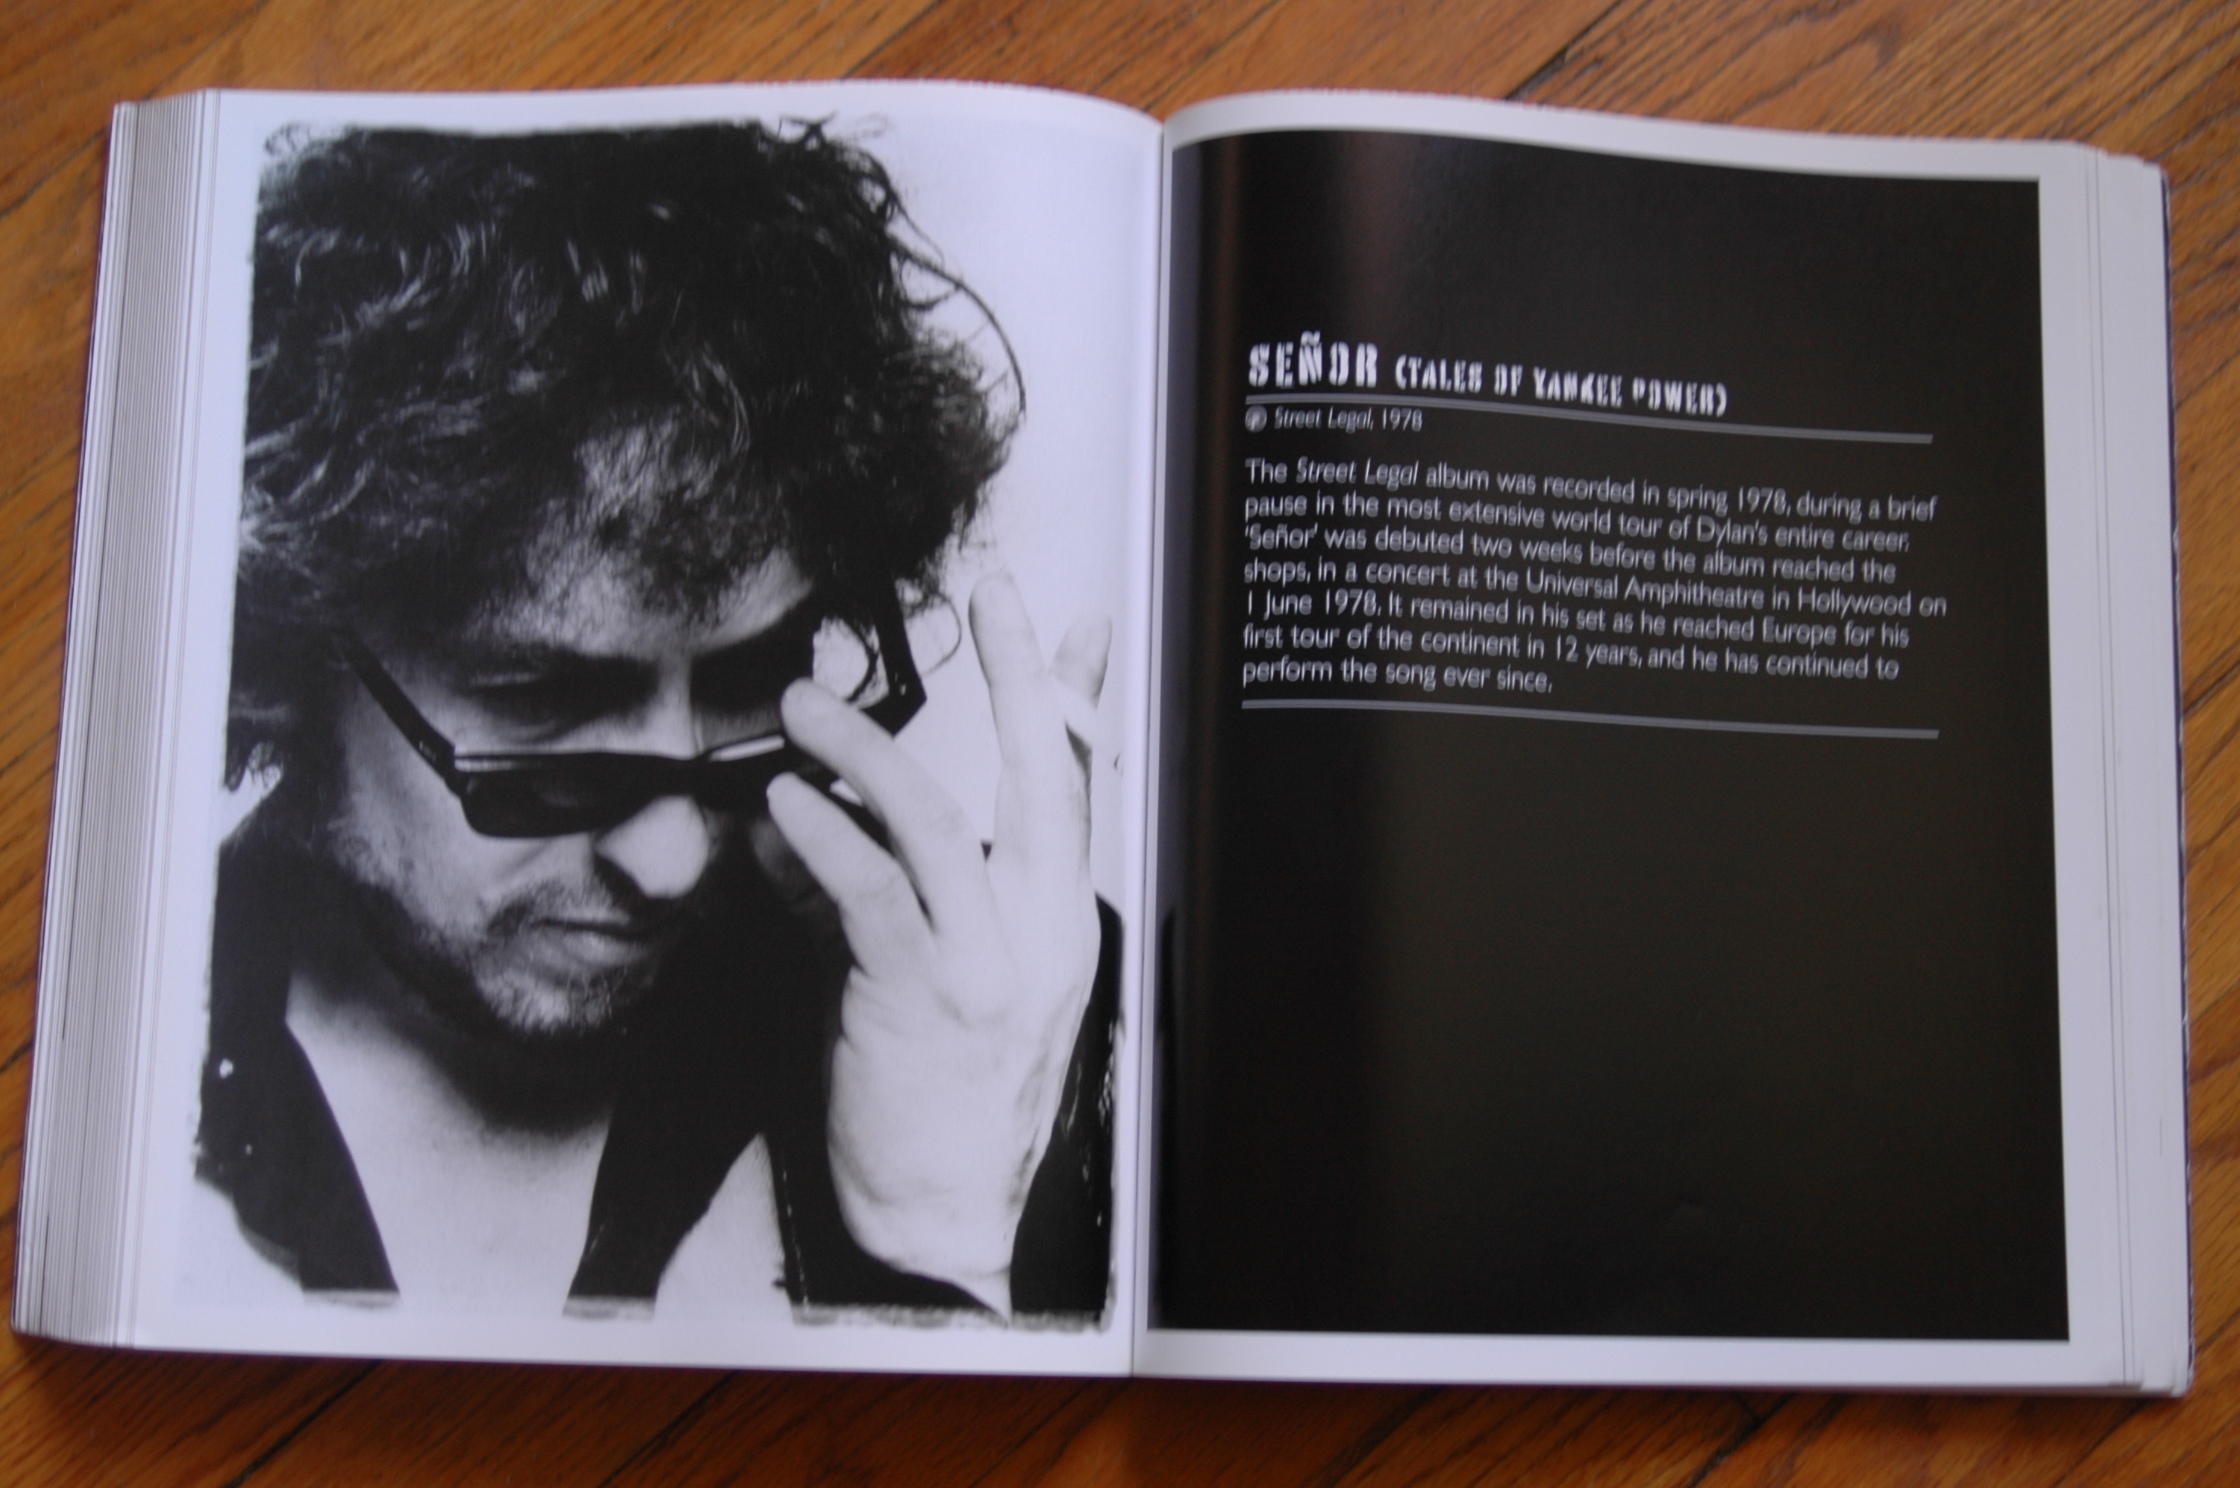 SEÑOR (TALES OF YANKEE POWER)
Street Legal, 1978
The Street Legal album was recorded in spring 1978, during a brief
pause in the most extensive world tour of Dylan's entire career.
'Señor' was debuted two weeks before the album reached the
shops, in a concert at the Universal Amphitheatre in Hollywood on
1 June 1978. It remained in his set as he reached Europe for his
first tour of the continent in 12 years, and he has continued to
perform the song ever since.